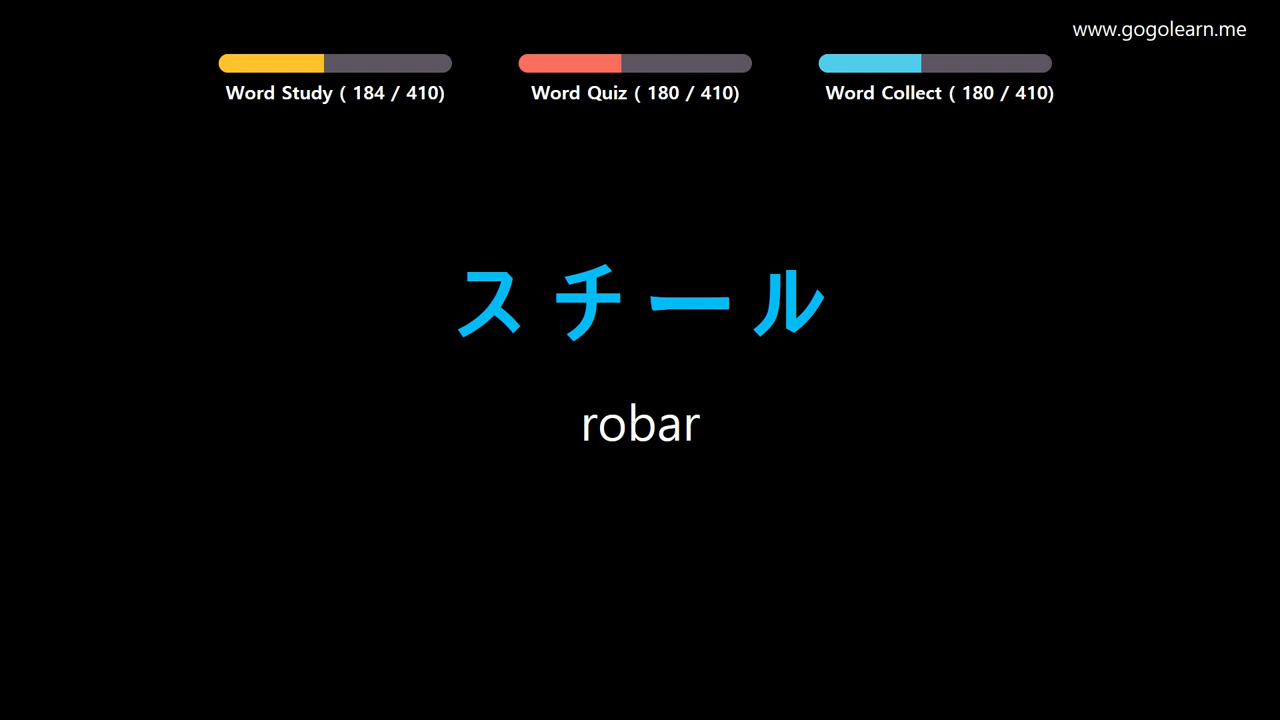 www.gogolearn.me
Word Study ( 184 / 410)
Word Quiz ( 180 / 410)
Word Collect ( 180 / 410)
スチール
robar